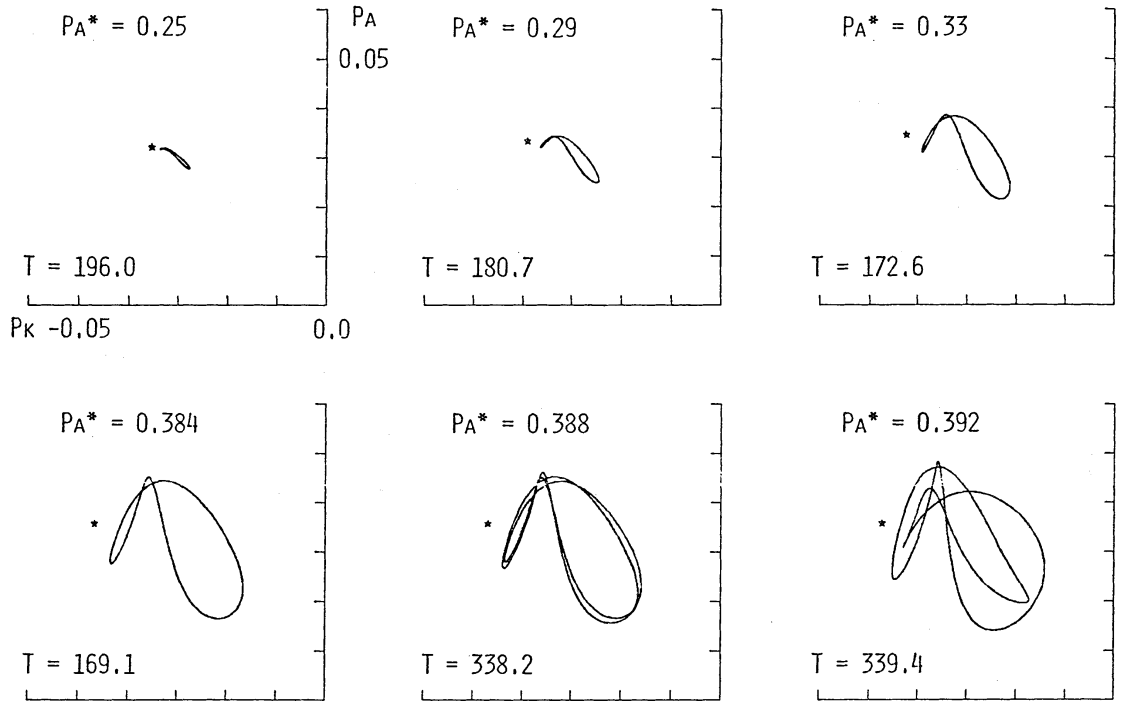 PA* = 0.25
PA
0.05
T = 196.0
PK -0.05
0.0
PA* = 0.29
T = 180.7
PA* = 0.33
T = 172.6
PA* = 0.384
T = 169.1
PA* = 0.388
T = 338.2
PA* = 0.392
T = 339.4